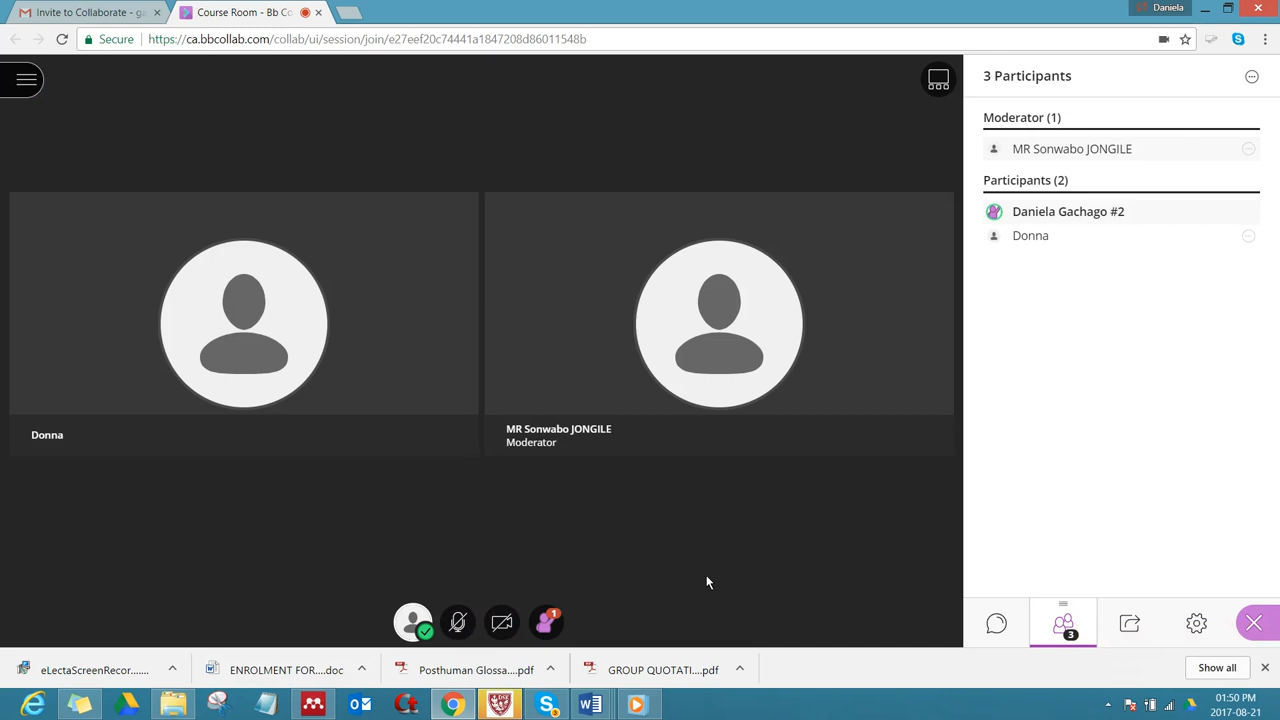 Invite to Collaborate - ga
Course Room - Bb Co
Daniela
Secure
https://ca.bbcollab.com/collab/ui/session/join/e27eef20c74441a1847208d86011548b
3 Participants
Moderator (1)
MR Sonwabo JONGILE
Participants (2)
Daniela Gachago #2
Donna
Donna
MR Sonwabo JONGILE
Moderator
1
3
eLectaScreenRecor......
ENROLMENT FOR....doc
Posthuman Glossa....pdf
GROUP QUOTATI....pdf
Show all
01:50 PM
2017-08-21